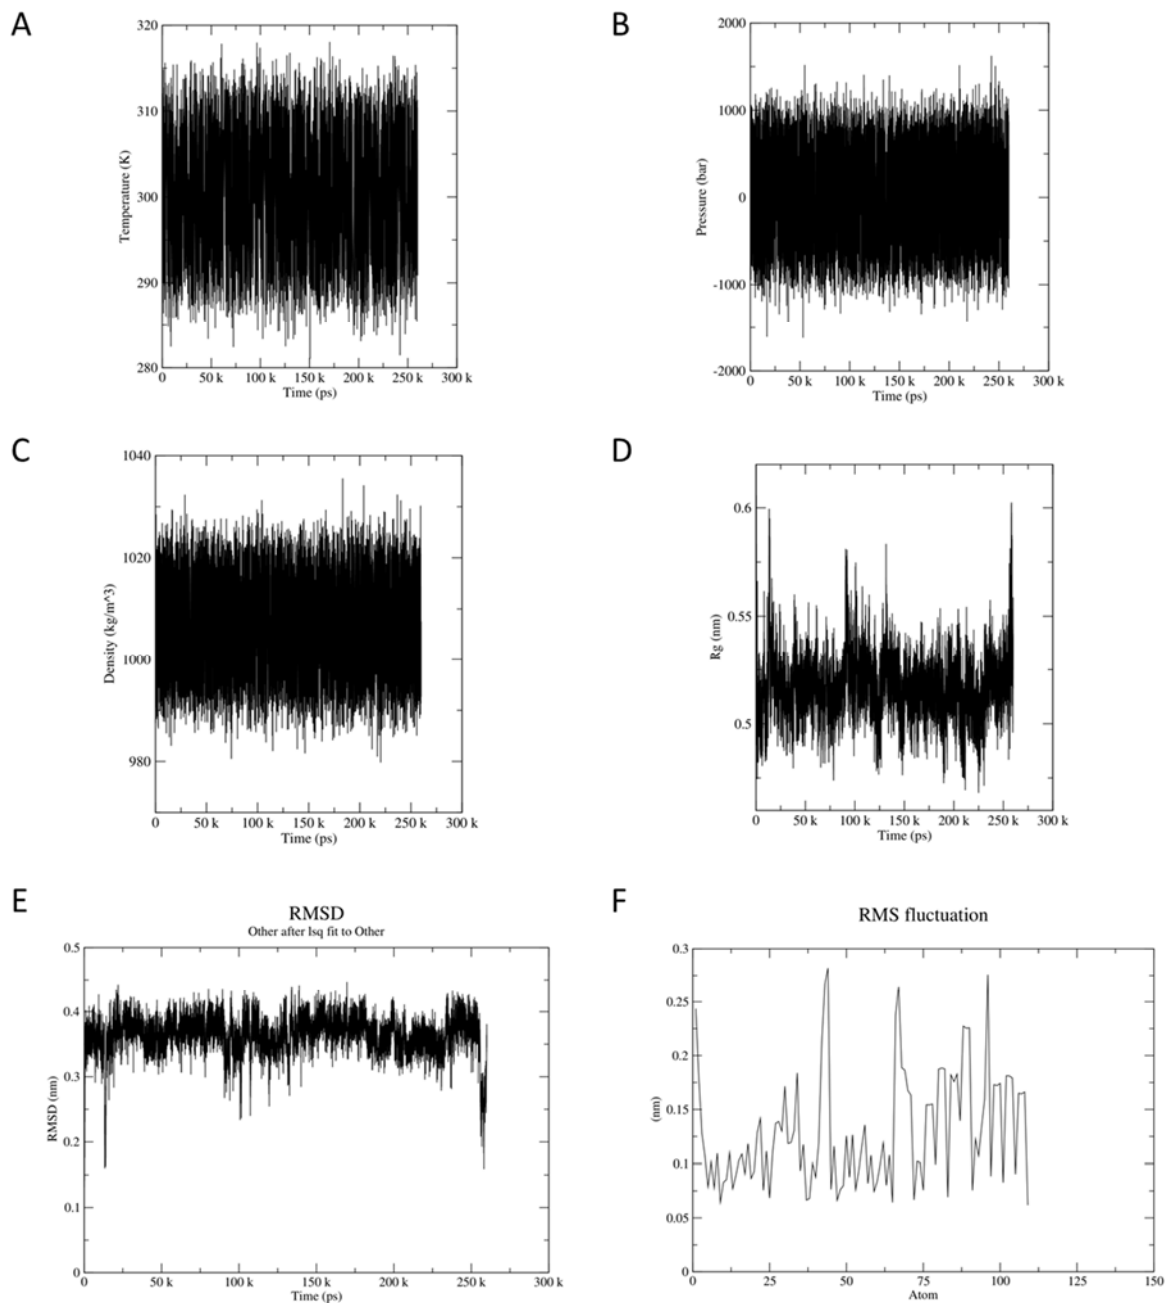 A
320
310
300
290
280
Temperature (K)
0 50 k 100 k 150 k 200 k 250 k 300 k
Time (ps)
B
2000
1000
0
-1000
-2000
Pressure (bar)
0 50 k 100 k 150 k 200 k 250 k 300 k
Time (ps)
C
1040
1020
1000
980
Density (kg/m^3)
0 50 k 100 k 150 k 200 k 250 k 300 k
Time (ps)
D
0.6
0.55
0.5
Rg (nm)
0 50 k 100 k 150 k 200 k 250 k 300 k
Time (ps)
E
RMSD
Other after lsq fit to Other
0.5
0.4
0.3
0.2
0.1
0
RMSD (nm)
0 50 k 100 k 150 k 200 k 250 k 300 k
Time (ps)
F
RMS fluctuation
0.3
0.25
0.2
0.15
0.1
0.05
0
(nm)
0 25 50 75 100 125 150
Atom